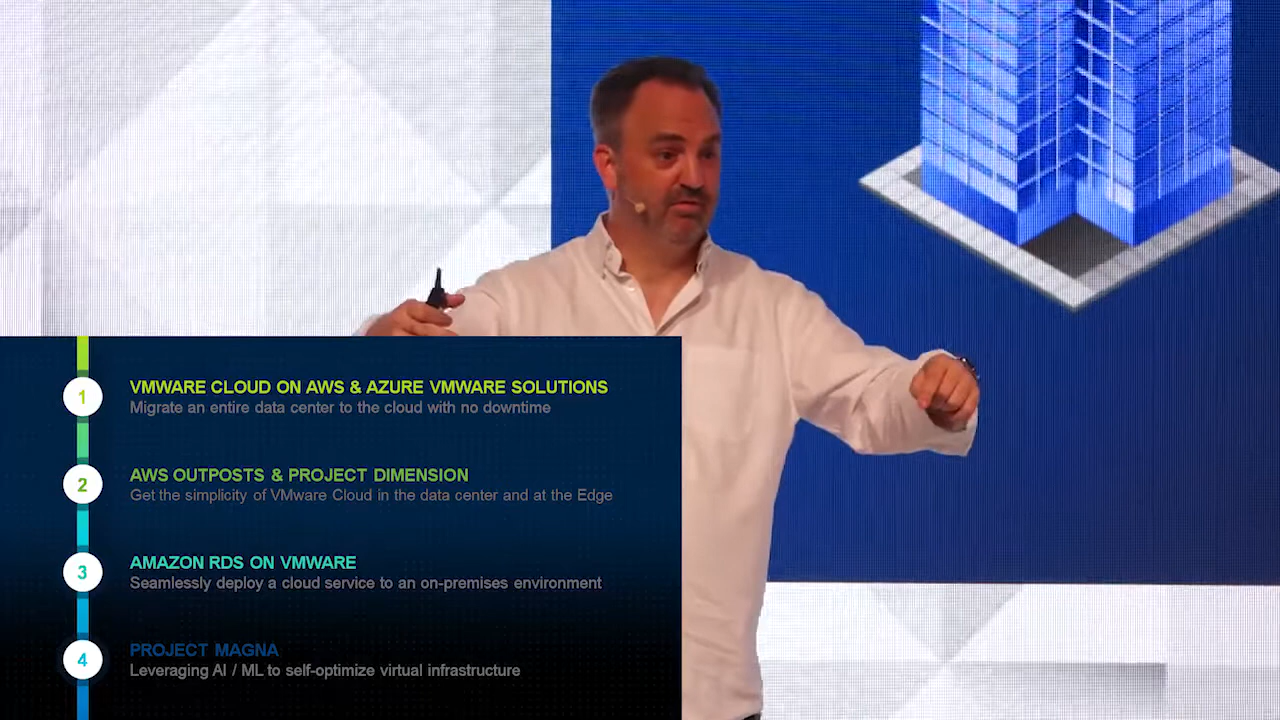 1
VMWARE CLOUD ON AWS & AZURE VMWARE SOLUTIONS
Migrate an entire data center to the cloud with no downtime
2
AWS OUTPOSTS & PROJECT DIMENSION
Get the simplicity of VMware Cloud in the data center and at the Edge
3
AMAZON RDS ON VMWARE
Seamlessly deploy a cloud service to an on-premises environment
4
PROJECT MAGNA
Leveraging AI / ML to self-optimize virtual infrastructure